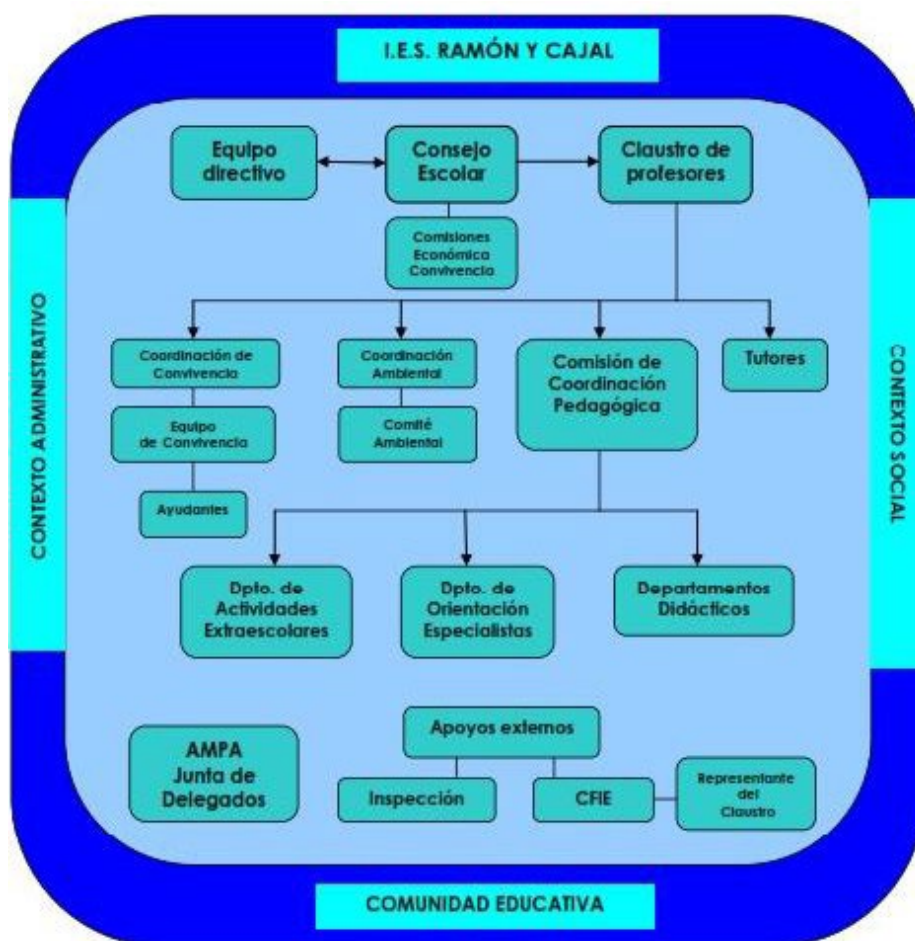 I.E.S. RAMÓN Y CAJAL
Equipo
directivo
Consejo
Escolar
Claustro de
profesores
Comisiones
Económica
Convivencia
CONTEXTO ADMINISTRATIVO
CONTEXTO SOCIAL
Coordinación de
Convivencia
Coordinación
Ambiental
Comisión de
Coordinación
Pedagógica
Tutores
Equipo
de Convivencia
Comité
Ambiental
Ayudantes
Dpto. de
Actividades
Extraescolares
Dpto. de
Orientación
Especialistas
Departamentos
Didácticos
AMPA
Junta de
Delegados
Apoyos externos
Inspección
CFIE
Representante
del
Claustro
COMUNIDAD EDUCATIVA